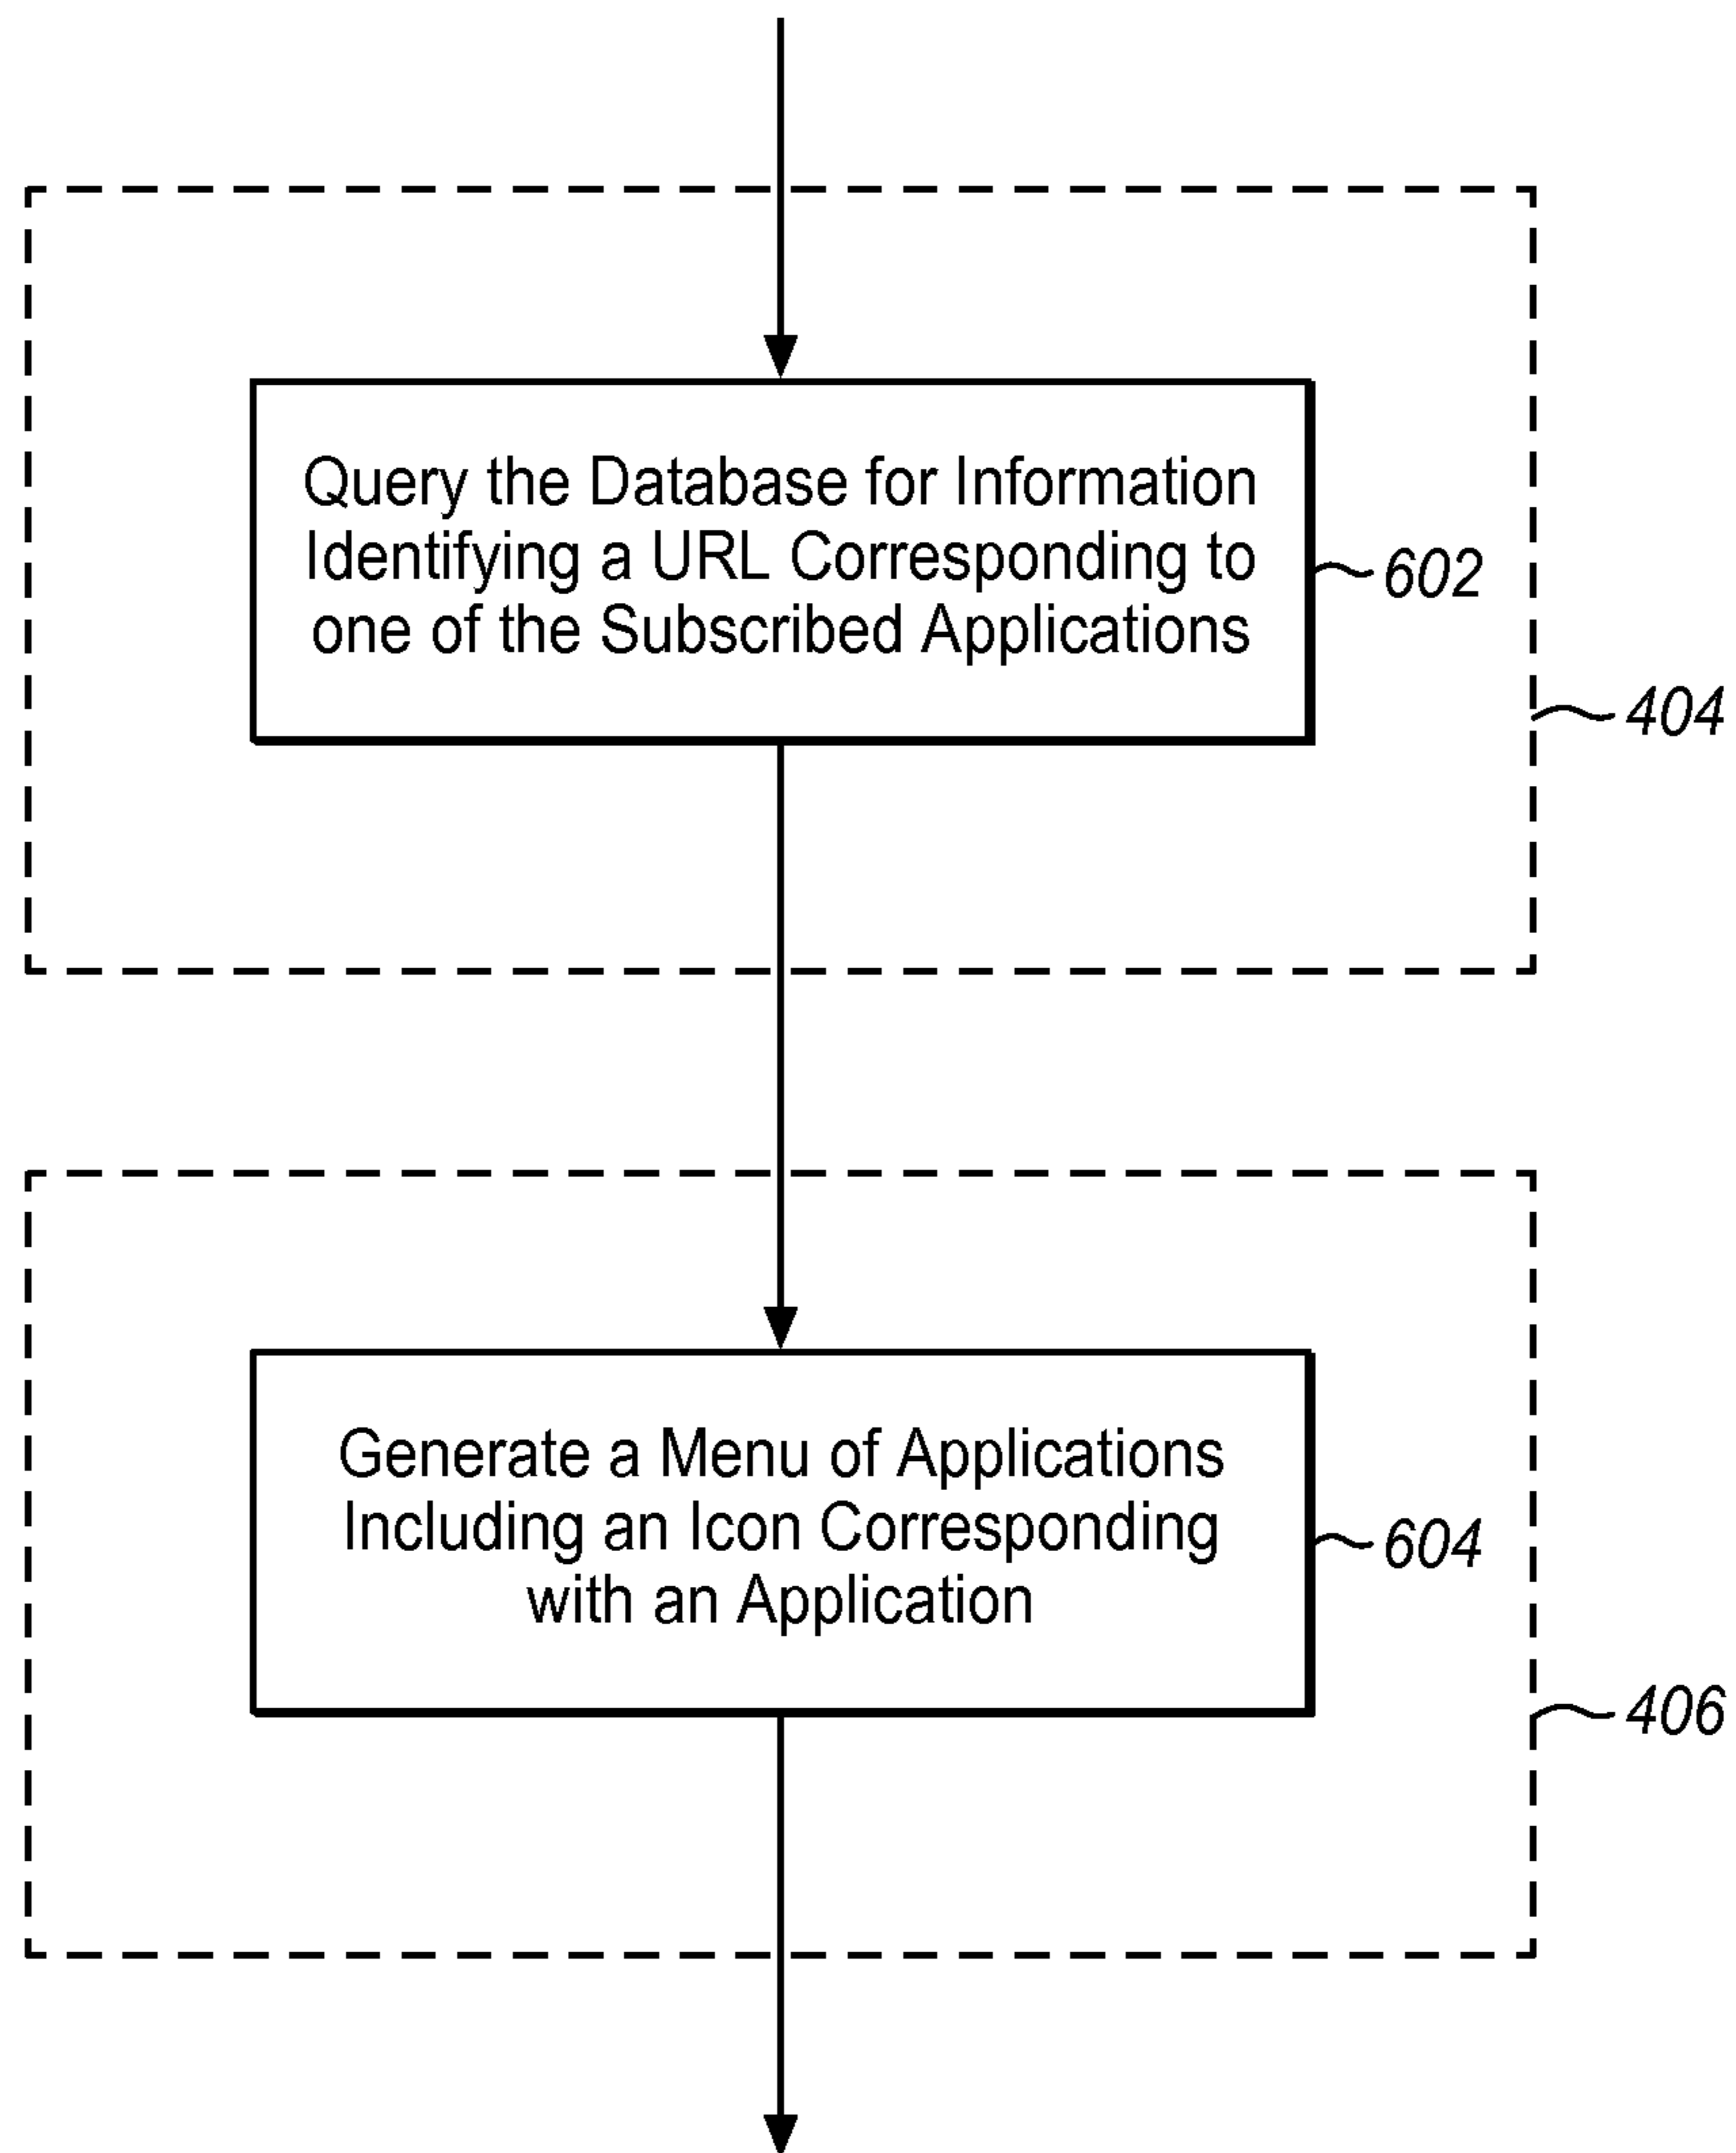 Query the Database for Information
Identifying a URL Corresponding to
one of the Subscribed Applications
602
404
Generate a Menu of Applications
Including an Icon Corresponding
with an Application
604
406